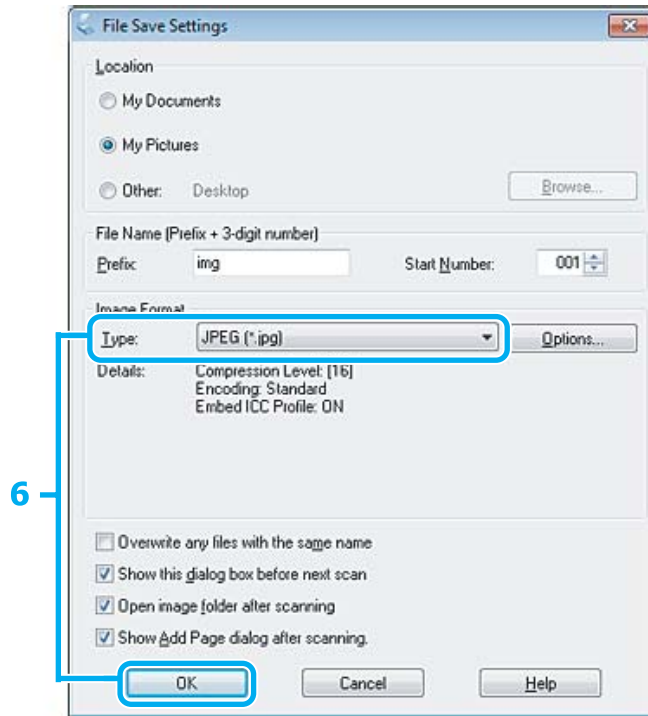 File Save Settings
Location
My Documents
My Pictures
Other: Desktop Browse...
File Name (Prefix + 3-digit number)
Prefix: img Start Number: 001
Image Format
Type: JPEG (*.jpg) Options...
Details: Compression Level: [16]
Encoding: Standard
Embed ICC Profile: ON
6
Overwrite any files with the same name
Show this dialog box before next scan
Open image folder after scanning
Show Add Page dialog after scanning.
OK Cancel Help